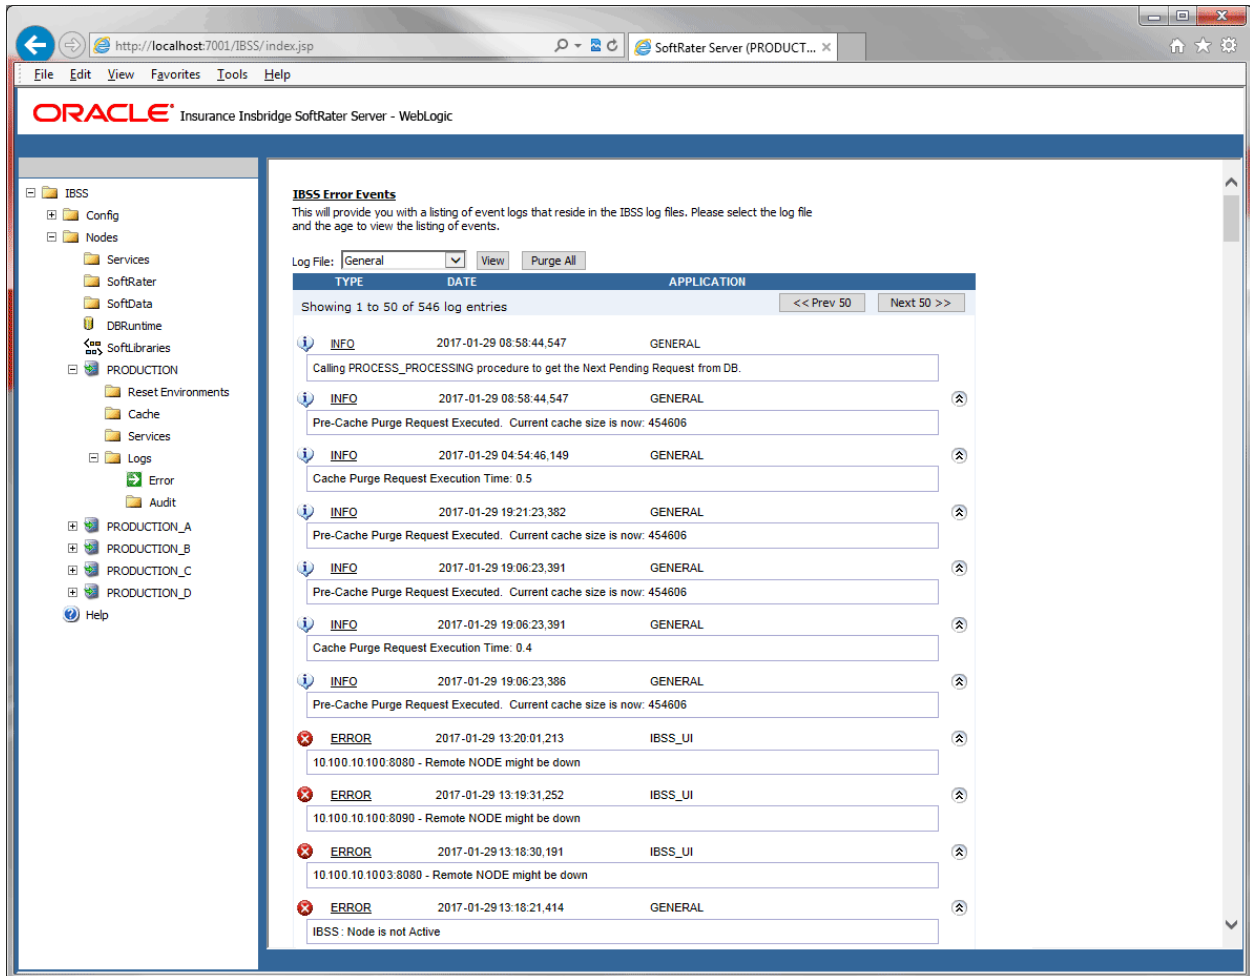 http://localhost:7001/IBSS/index.jsp
SoftRater Server (PRODUCT...
File Edit View Favorites Tools Help
ORACLE Insurance Insbridge SoftRater Server - WebLogic
IBSS
Config
Nodes
Services
SoftRater
SoftData
DBRuntime
SoftLibraries
PRODUCTION
Reset Environments
Cache
Services
Logs
Error
Audit
PRODUCTION_A
PRODUCTION_B
PRODUCTION_C
PRODUCTION_D
Help
IBSS Error Events
This will provide you with a listing of event logs that reside in the IBSS log files. Please select the log file
and the age to view the listing of events.
Log File: General View Purge All
TYPE DATE APPLICATION
Showing 1 to 50 of 546 log entries << Prev 50 Next 50 >>
INFO 2017-01-29 08:58:44,547 GENERAL
Calling PROCESS_PROCESSING procedure to get the Next Pending Request from DB.
INFO 2017-01-29 08:58:44,547 GENERAL
Pre-Cache Purge Request Executed. Current cache size is now: 454606
INFO 2017-01-29 04:54:46,149 GENERAL
Cache Purge Request Execution Time: 0.5
INFO 2017-01-29 19:21:23,382 GENERAL
Pre-Cache Purge Request Executed. Current cache size is now: 454606
INFO 2017-01-29 19:06:23,391 GENERAL
Pre-Cache Purge Request Executed. Current cache size is now: 454606
INFO 2017-01-29 19:06:23,391 GENERAL
Cache Purge Request Execution Time: 0.4
INFO 2017-01-29 19:06:23,386 GENERAL
Pre-Cache Purge Request Executed. Current cache size is now: 454606
ERROR 2017-01-29 13:20:01,213 IBSS_UI
10.100.10.100:8080 - Remote NODE might be down
ERROR 2017-01-29 13:19:31,252 IBSS_UI
10.100.10.100:8090 - Remote NODE might be down
ERROR 2017-01-29 13:18:30,191 IBSS_UI
10.100.10.1003:8080 - Remote NODE might be down
ERROR 2017-01-29 13:18:21,414 GENERAL
IBSS : Node is not Active